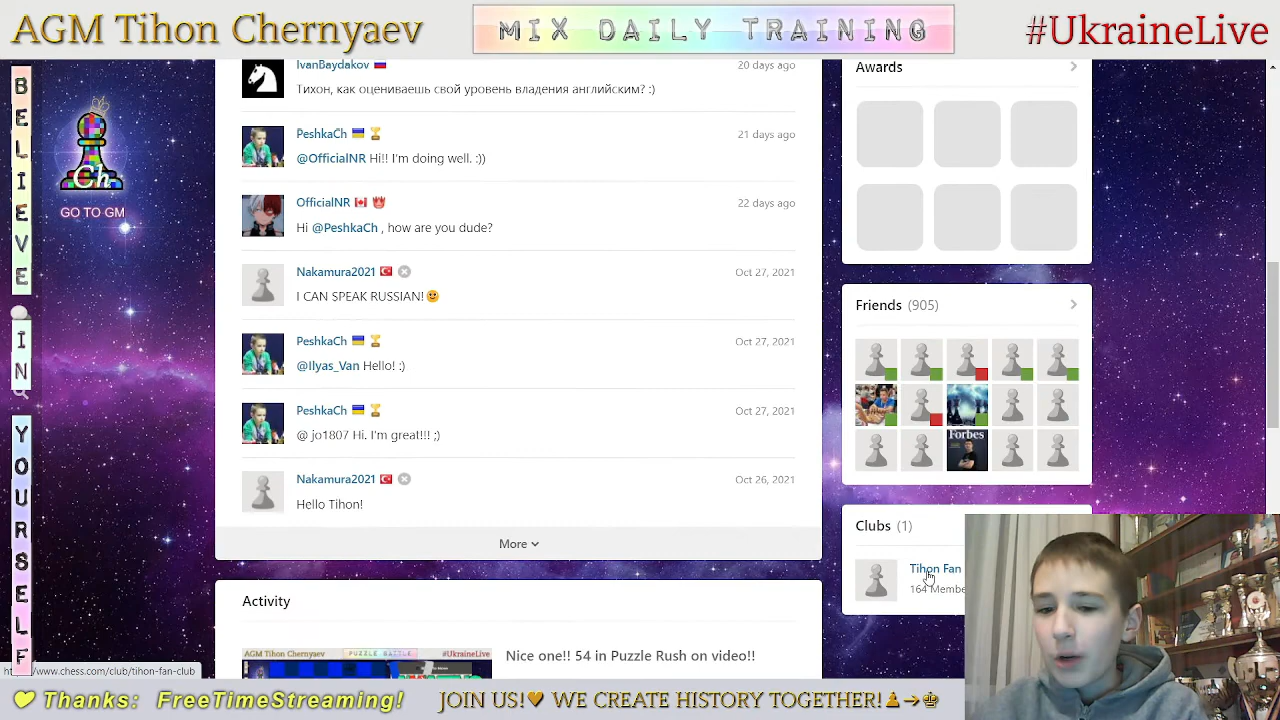 AGM Tihon Chernyaev
MIX DAILY TRAINING
#UkraineLive
BELIEVE
IN
YOURSELF
Ch
GO TO GM
IvanBaydakov
20 days ago
Тихон, как оцениваешь свой уровень владения английским? :)
PeshkaCh
21 days ago
@OfficialNR Hi!! I'm doing well. :))
OfficialNR
22 days ago
Hi @PeshkaCh , how are you dude?
Nakamura2021
Oct 27, 2021
I CAN SPEAK RUSSIAN!
PeshkaCh
Oct 27, 2021
@Ilyas_Van Hello! :)
PeshkaCh
Oct 27, 2021
@ jo1807 Hi. I'm great!!! ;)
Nakamura2021
Oct 26, 2021
Hello Tihon!
More
Activity
AGM Tihon Chernyaev
PUZZLE BATTLE
#UkraineLive
Nice one!! 54 in Puzzle Rush on video!!
Awards
Friends (905)
Forbes
Clubs (1)
Tihon Fan
164 Membe
www.chess.com/club/tihon-fan-club
Thanks: FreeTimeStreaming!
JOIN US! WE CREATE HISTORY TOGETHER!